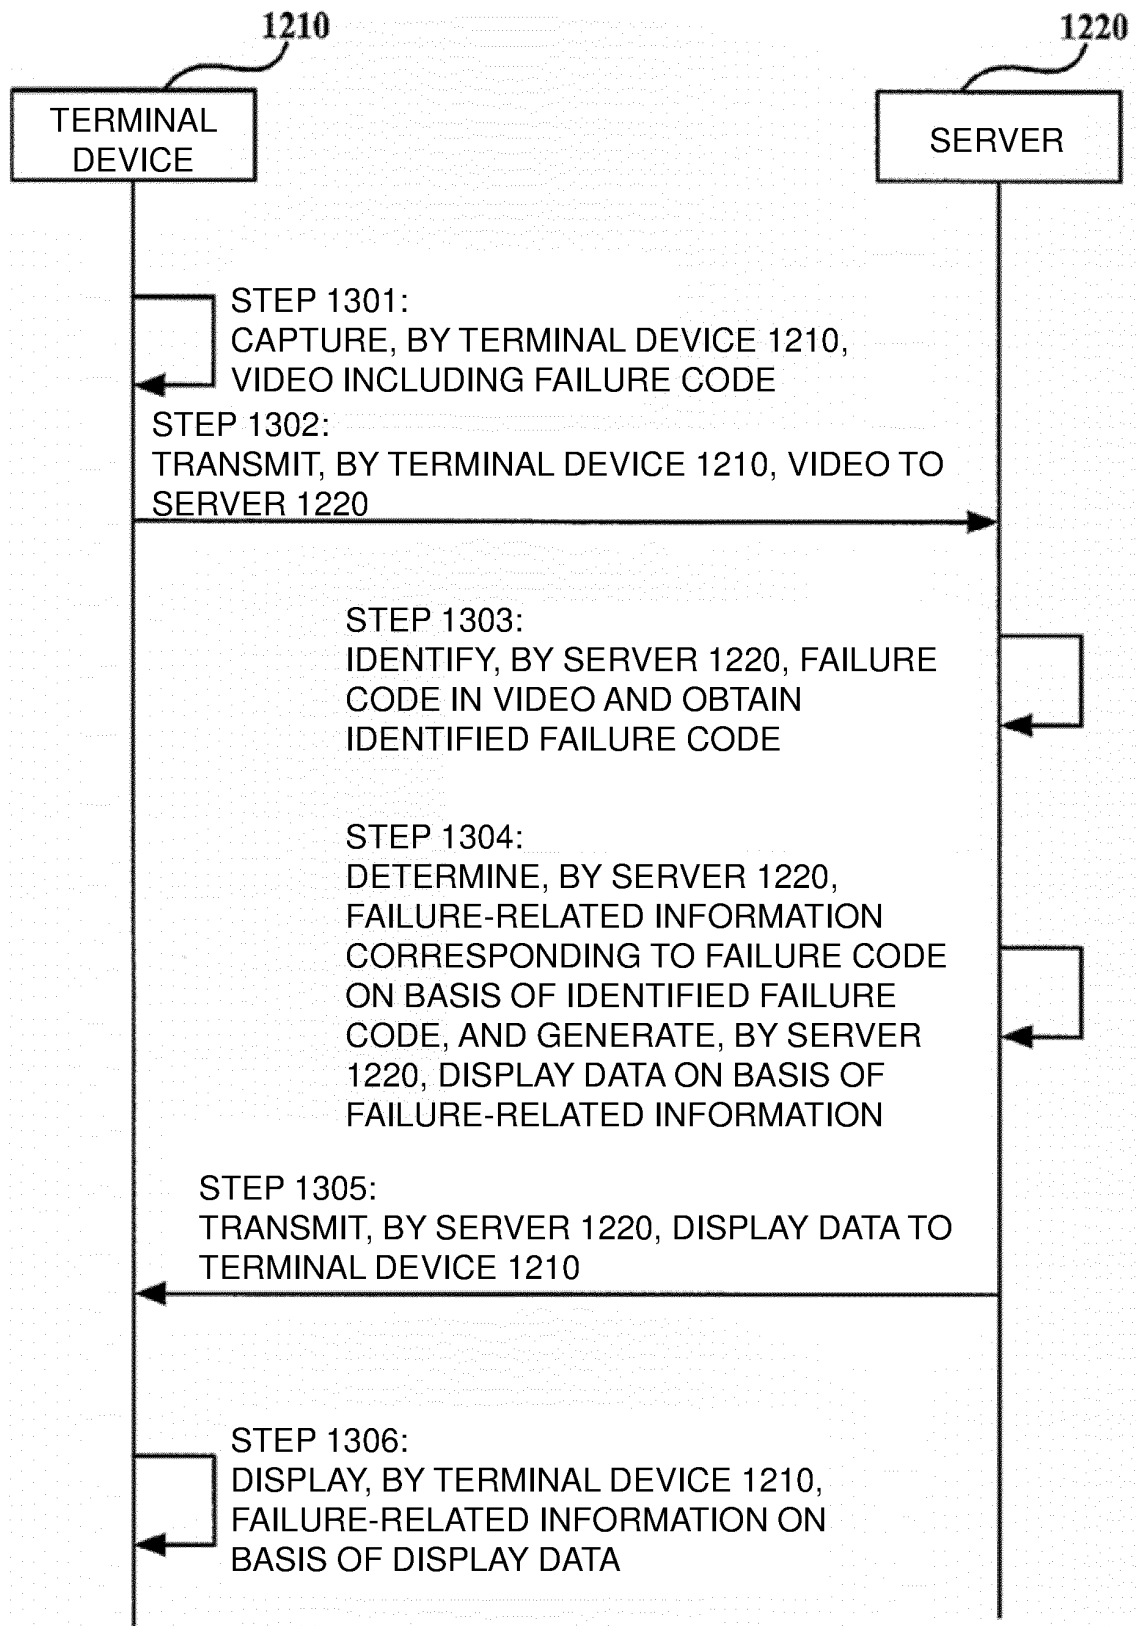 1210
1220
TERMINAL
DEVICE
SERVER
STEP 1301:
CAPTURE, BY TERMINAL DEVICE 1210,
VIDEO INCLUDING FAILURE CODE
STEP 1302:
TRANSMIT, BY TERMINAL DEVICE 1210, VIDEO TO
SERVER 1220
STEP 1303:
IDENTIFY, BY SERVER 1220, FAILURE
CODE IN VIDEO AND OBTAIN
IDENTIFIED FAILURE CODE
STEP 1304:
DETERMINE, BY SERVER 1220,
FAILURE-RELATED INFORMATION
CORRESPONDING TO FAILURE CODE
ON BASIS OF IDENTIFIED FAILURE
CODE, AND GENERATE, BY SERVER
1220, DISPLAY DATA ON BASIS OF
FAILURE-RELATED INFORMATION
STEP 1305:
TRANSMIT, BY SERVER 1220, DISPLAY DATA TO
TERMINAL DEVICE 1210
STEP 1306:
DISPLAY, BY TERMINAL DEVICE 1210,
FAILURE-RELATED INFORMATION ON
BASIS OF DISPLAY DATA